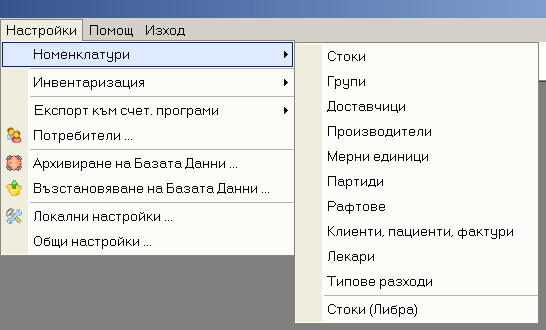 Настройки Помощ Изход
Номенклатури
Инвентаризация
Експорт към счет. програми
Потребители ...
Архивиране на Базата Данни ...
Възстановяване на Базата Данни ...
Локални настройки ...
Общи настройки ...
Стоки
Групи
Доставчици
Производители
Мерни единици
Партиди
Рафтове
Клиенти, пациенти, фактури
Лекари
Типове разходи
Стоки (Либра)